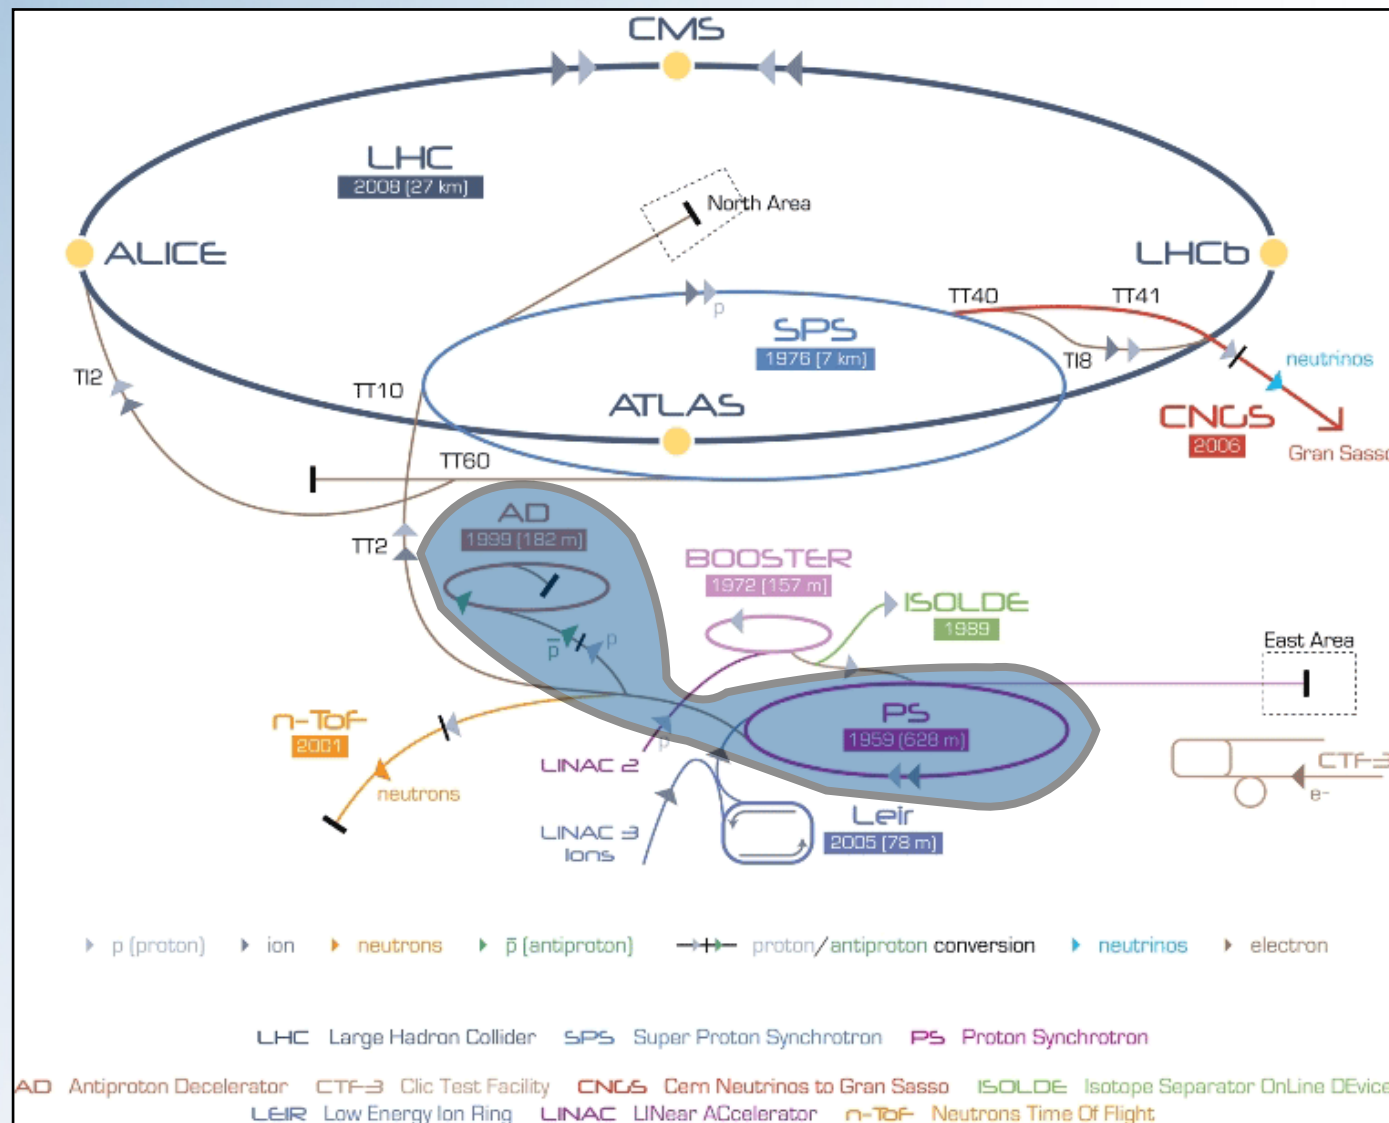 CMS
LHC
2008 (27 km)
North Area
ALICE
LHCb
TT40
TT41
p
SPS
1976 (7 km)
TI8
neutrinos
TI2
TT10
ATLAS
CNGS
2006
Gran Sasso
TT60
AD
1999 (182 m)
TT2
BOOSTER
1972 (157 m)
ISOLDE
1989
p̅
p
East Area
n-ToF
2001
PS
1959 (628 m)
p
LINAC 2
neutrons
CTF-3
e-
LINAC 3
Ions
Leir
2005 (78 m)
p (proton) ion neutrons p̅ (antiproton) proton/antiproton conversion neutrinos electron
LHC Large Hadron Collider SPS Super Proton Synchrotron PS Proton Synchrotron
AD Antiproton Decelerator CTF-3 Clic Test Facility CNGS Cern Neutrinos to Gran Sasso ISOLDE Isotope Separator OnLine DEvice
LEIR Low Energy Ion Ring LINAC LINear ACcelerator n-ToF Neutrons Time Of Flight